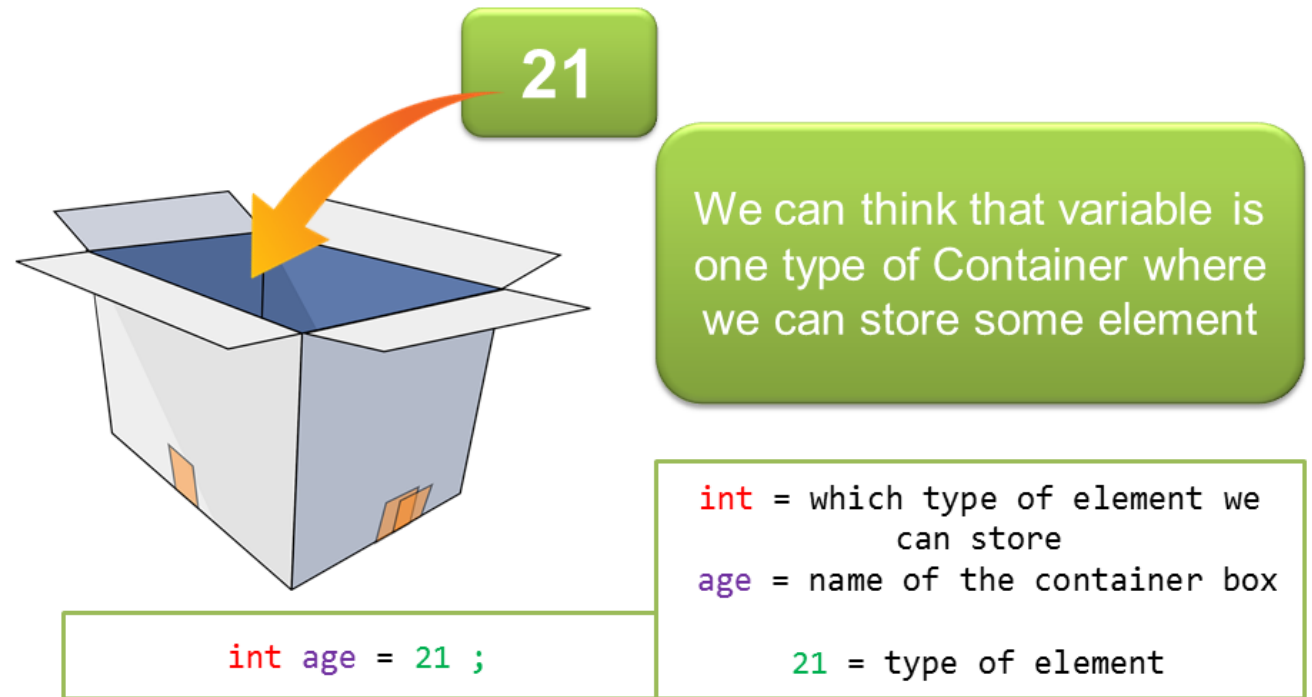 21
We can think that variable is
one type of Container where
we can store some element
int = which type of element we
can store
age = name of the container box
21 = type of element
int age = 21 ;